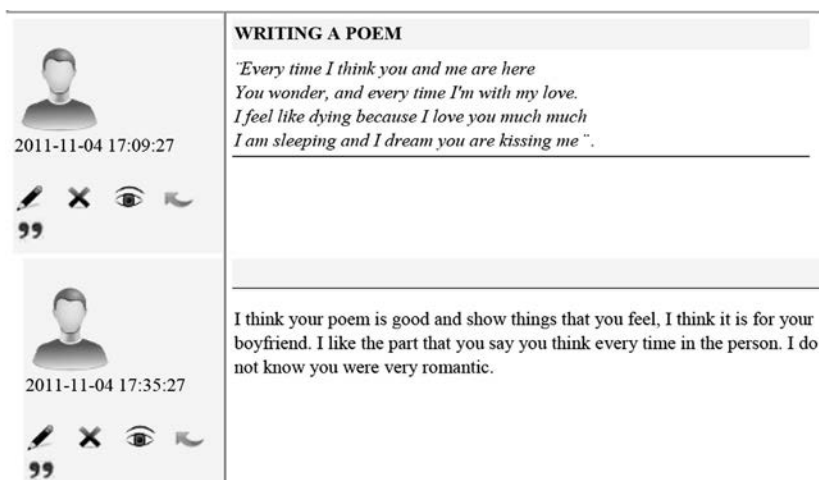 WRITING A POEM
¨Every time I think you and me are here
You wonder, and every time I'm with my love.
I feel like dying because I love you much much
I am sleeping and I dream you are kissing me ¨.
2011-11-04 17:09:27
I think your poem is good and show things that you feel, I think it is for your
boyfriend. I like the part that you say you think every time in the person. I do
not know you were very romantic.
2011-11-04 17:35:27